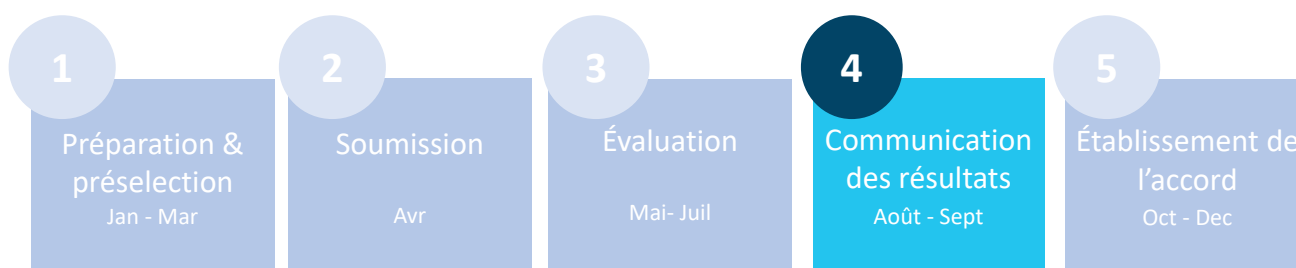 1
Préparation &
préselection
Jan - Mar
2
Soumission
Avr
3
Évaluation
Mai- Juil
4
Communication
des résultats
Août - Sept
5
Établissement de
l’accord
Oct - Dec